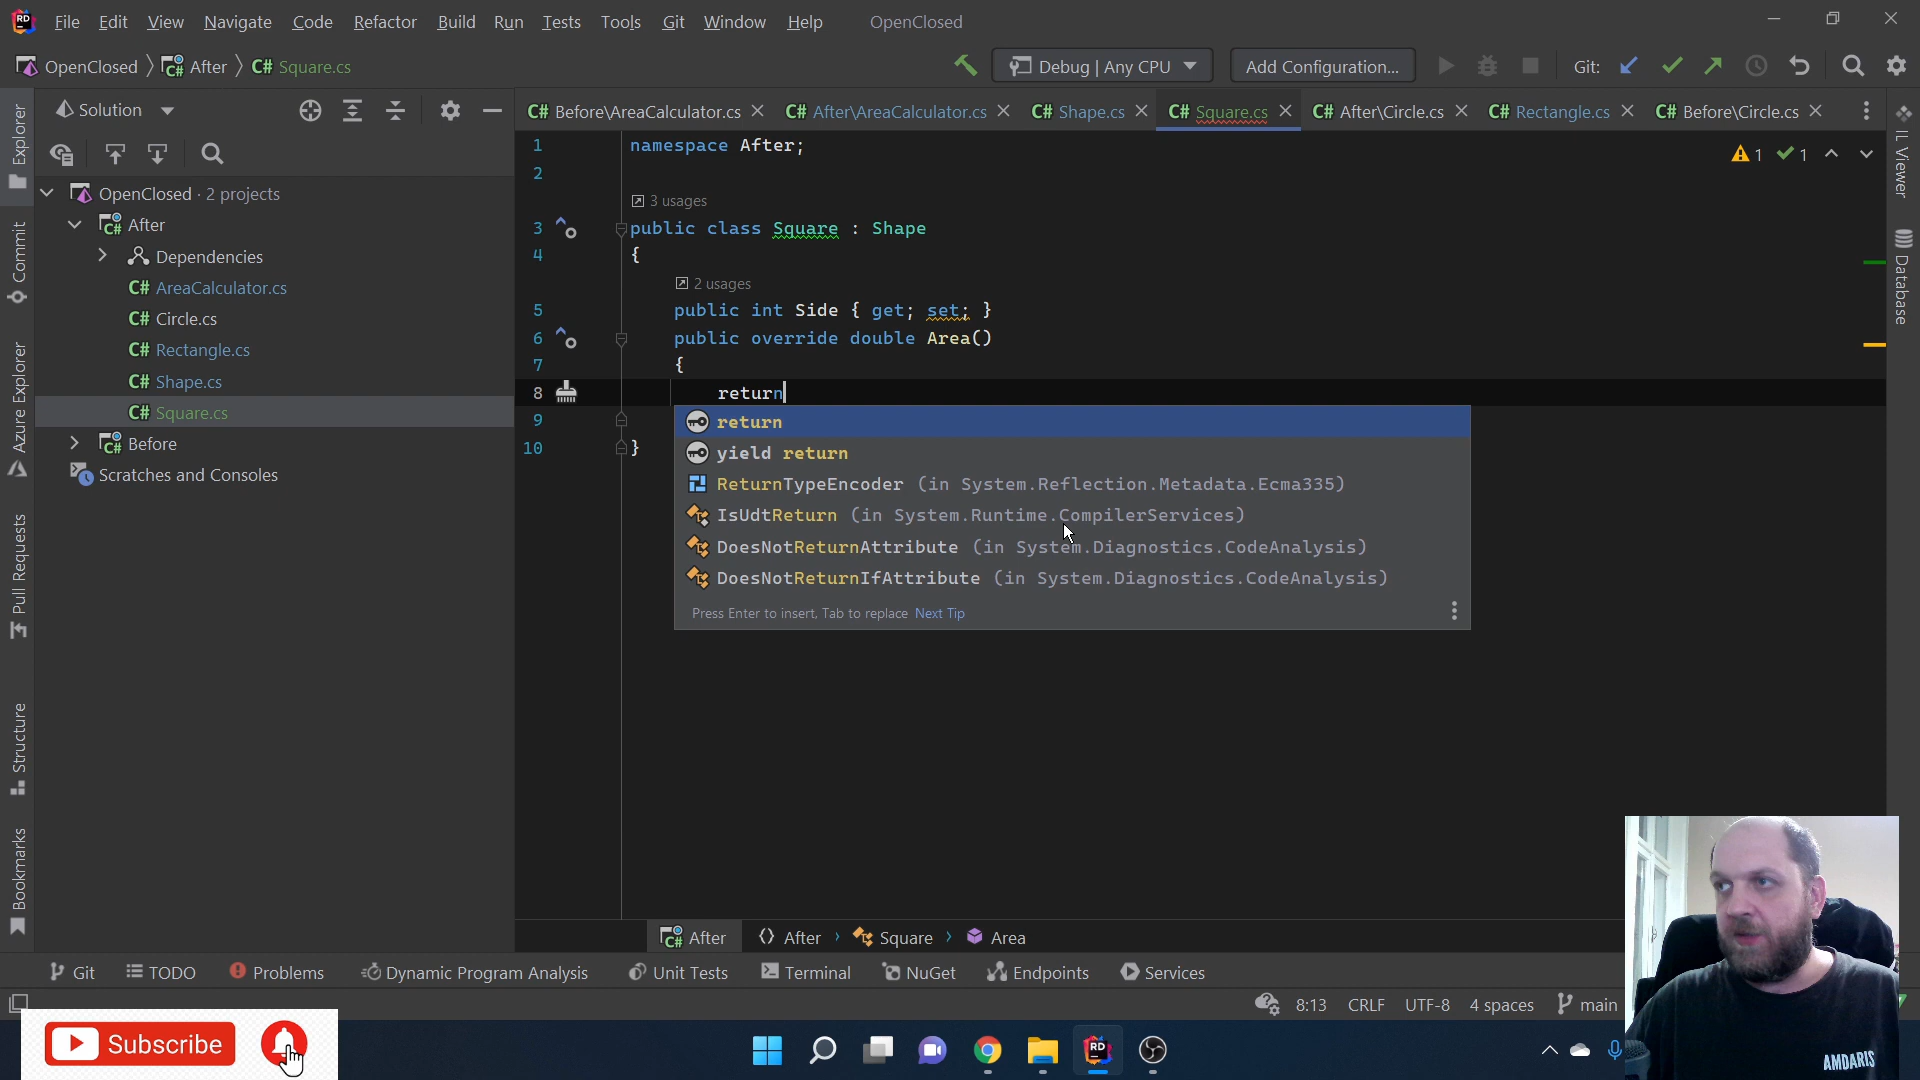 File Edit View Navigate Code Refactor Build Run Tests Tools Git Window Help OpenClosed
OpenClosed After C# Square.cs
Debug | Any CPU Add Configuration... Git:
Solution
C# Before\AreaCalculator.cs C# After\AreaCalculator.cs C# Shape.cs C# Square.cs C# After\Circle.cs C# Rectangle.cs C# Before\Circle.cs
Explorer
Commit
Azure Explorer
Pull Requests
Structure
Bookmarks
OpenClosed · 2 projects
After
Dependencies
C# AreaCalculator.cs
C# Circle.cs
C# Rectangle.cs
C# Shape.cs
C# Square.cs
Before
Scratches and Consoles
1 namespace After;
1 1
2
3 usages
3 public class Square : Shape
4 {
2 usages
5 public int Side { get; set; }
6 public override double Area()
7 {
8 return
9
10 }
return
yield return
ReturnTypeEncoder (in System.Reflection.Metadata.Ecma335)
IsUdtReturn (in System.Runtime.CompilerServices)
DoesNotReturnAttribute (in System.Diagnostics.CodeAnalysis)
DoesNotReturnIfAttribute (in System.Diagnostics.CodeAnalysis)
Press Enter to insert, Tab to replace Next Tip
IL Viewer
Database
C# After After Square Area
Git TODO Problems Dynamic Program Analysis Unit Tests Terminal NuGet Endpoints Services
8:13 CRLF UTF-8 4 spaces main
Subscribe
RD
AMDARIS